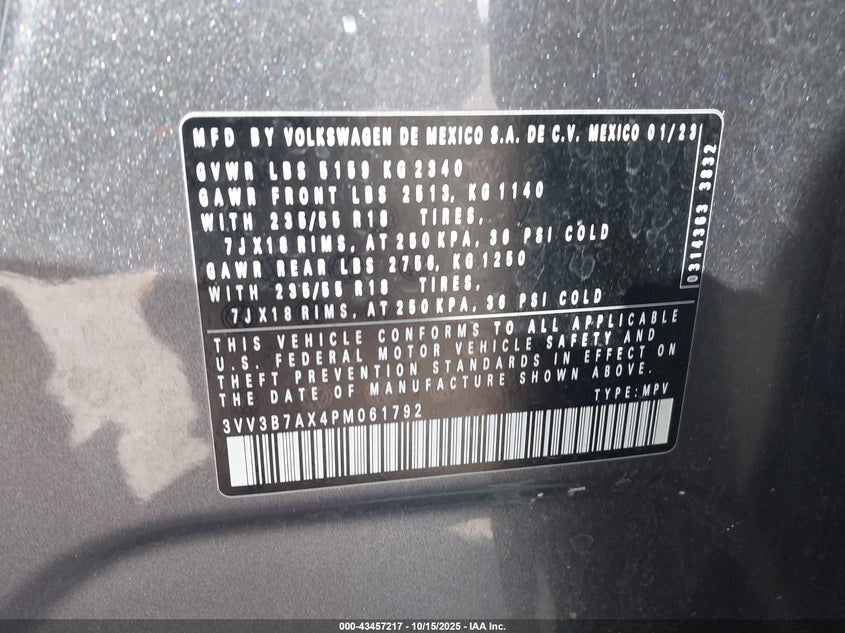 MFD BY VOLKSWAGEN DE MEXICO S.A. DE C.V. MEXICO 01/23
GVWR LBS 5159 KG 2340
GAWR FRONT LBS 2513, KG 1140
WITH 235/55 R18 TIRES,
7JX18 RIMS, AT 250 KPA, 36 PSI COLD
GAWR REAR LBS 2756, KG 1250
WITH 235/55 R18 TIRES,
7JX18 RIMS, AT 250 KPA, 36 PSI COLD
0314363 3832
THIS VEHICLE CONFORMS TO ALL APPLICABLE
U.S. FEDERAL MOTOR VEHICLE SAFETY AND
THEFT PREVENTION STANDARDS IN EFFECT ON
THE DATE OF MANUFACTURE SHOWN ABOVE.
TYPE: MPV
3VV3B7AX4PM061792
000-43457217 - 10/15/2025 - IAA Inc.